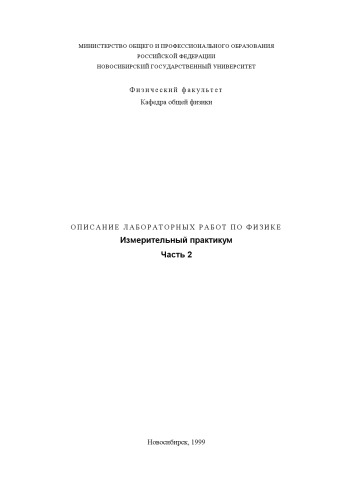 МИНИСТЕРСТВО ОБЩЕГО И ПРОФЕССИОНАЛЬНОГО ОБРАЗОВАНИЯ
РОССИЙСКОЙ ФЕДЕРАЦИИ
НОВОСИБИРСКИЙ ГОСУДАРСТВЕННЫЙ УНИВЕРСИТЕТ
Физический факультет
Кафедра общей физики
ОПИСАНИЕ ЛАБОРАТОРНЫХ РАБОТ ПО ФИЗИКЕ
Измерительный практикум
Часть 2
Новосибирск, 1999